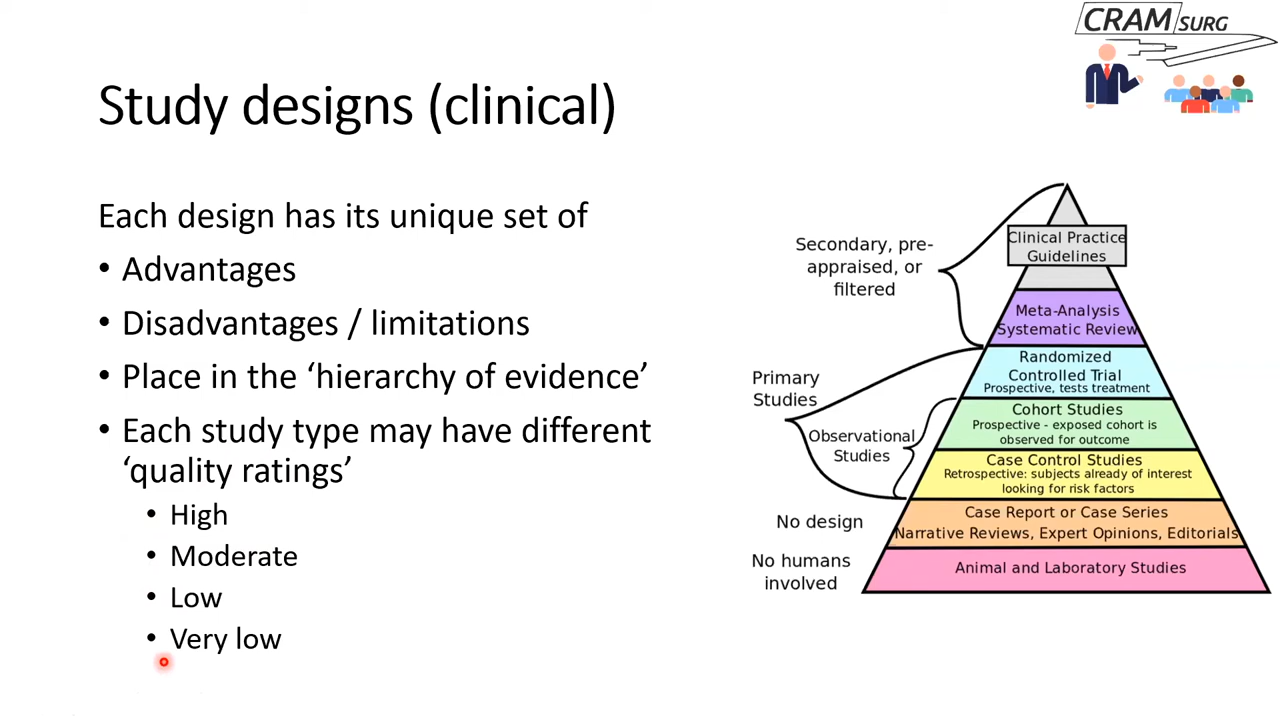 CRAM SURG
Study designs (clinical)
Each design has its unique set of
• Advantages
• Disadvantages / limitations
• Place in the ‘hierarchy of evidence’
• Each study type may have different
‘quality ratings’
• High
• Moderate
• Low
• Very low
Secondary, pre-
appraised, or
filtered
Primary
Studies
Observational
Studies
No design
No humans
involved
Clinical Practice
Guidelines
Meta-Analysis
Systematic Review
Randomized
Controlled Trial
Prospective, tests treatment
Cohort Studies
Prospective - exposed cohort is
observed for outcome
Case Control Studies
Retrospective: subjects already of interest
looking for risk factors
Case Report or Case Series
Narrative Reviews, Expert Opinions, Editorials
Animal and Laboratory Studies